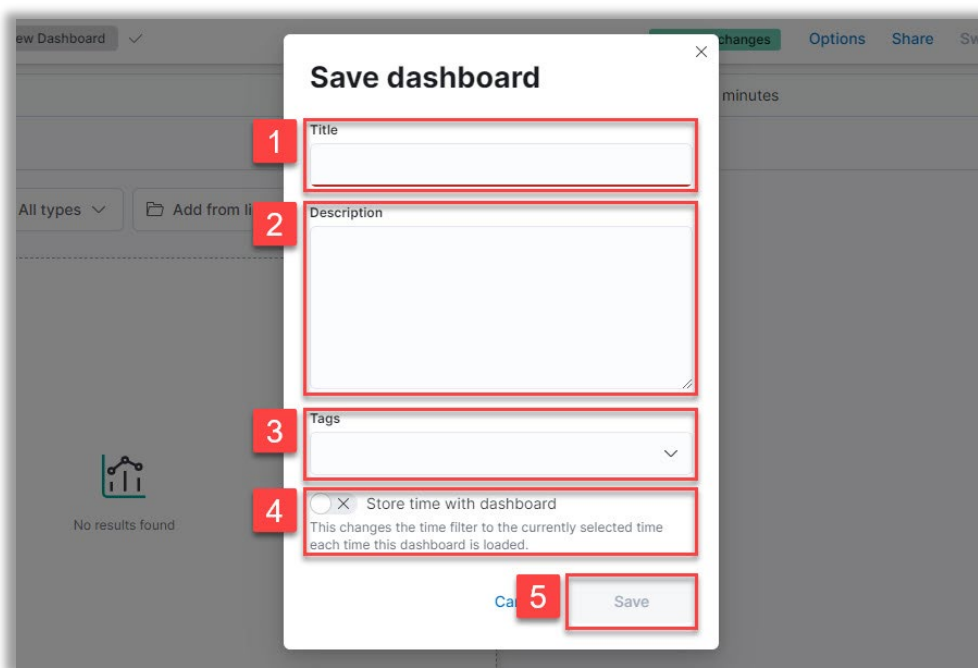 ew Dashboard
changes
Options
Share
Sw
minutes
All types
Add from li
No results found
Save dashboard
1
Title
2
Description
3
Tags
4
Store time with dashboard
This changes the time filter to the currently selected time
each time this dashboard is loaded.
Ca
5
Save